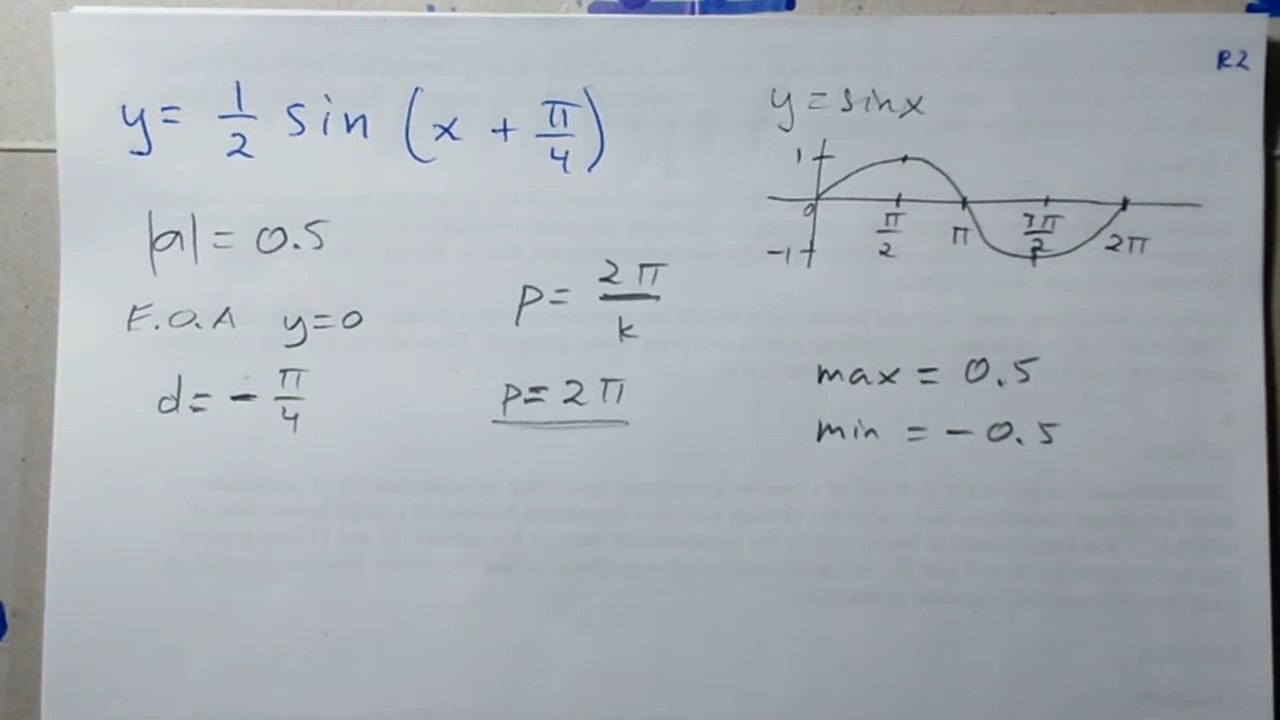 R2
y = 1/2 sin (x + π/4)
y = sinx
1
0
π/2
π
3π/2
2π
-1
|a| = 0.5
E.O.A y=0
p = 2π/k
d = - π/4
p = 2π
max = 0.5
min = -0.5